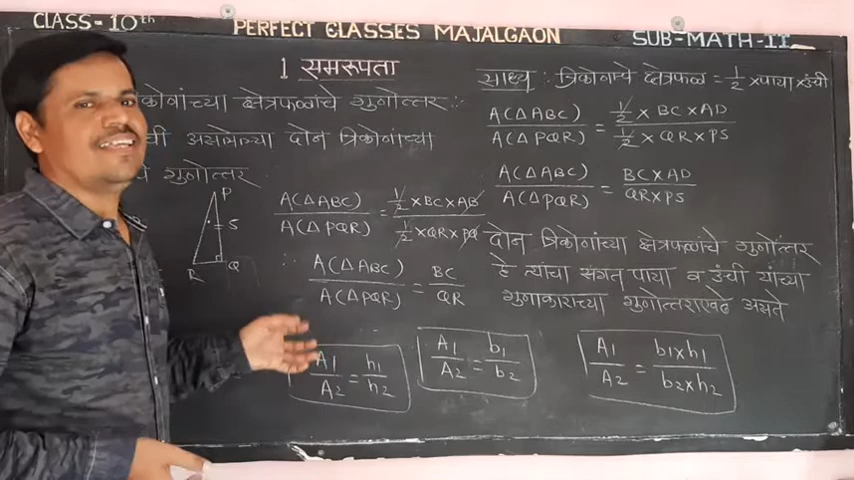 CLASS-10th
PERFECT CLASSES MAJALGAON
SUB-MATH-II
1 समरूपता
कोनांच्या क्षेत्रफळांचे गुणोत्तर :-
ची असलेल्या दोन त्रिकोणांच्या
गुणोत्तर
P
S
R Q
A(△ABC) / A(△PQR) = 1/2 × BC × AB / 1/2 × QR × PQ
∴ A(△ABC) / A(△PQR) = BC / QR
साध्य : त्रिकोणाचे क्षेत्रफळ = 1/2 × पाया × उंची
A(△ABC) / A(△PQR) = 1/2 × BC × AD / 1/2 × QR × PS
A(△ABC) / A(△PQR) = BC × AD / QR × PS
दोन त्रिकोणांच्या क्षेत्रफळांचे गुणोत्तर
हे त्यांचा संगत पाया व उंची यांच्या
गुणाकाराच्या गुणोत्तराएवढे असते
A1 / A2 = h1 / h2
A1 / A2 = b1 / b2
A1 / A2 = b1 × h1 / b2 × h2